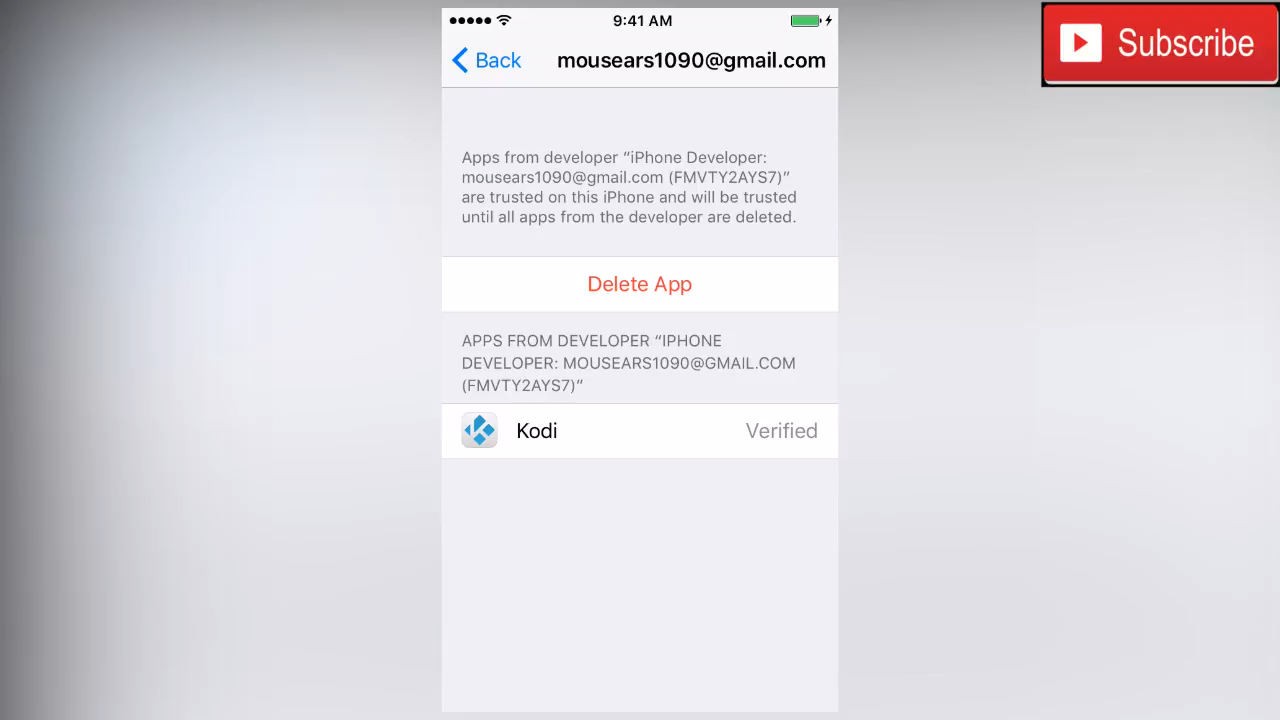 9:41 AM
Back
mousears1090@gmail.com
Apps from developer “iPhone Developer:
mousears1090@gmail.com (FMVTY2AYS7)”
are trusted on this iPhone and will be trusted
until all apps from the developer are deleted.
Delete App
APPS FROM DEVELOPER “IPHONE
DEVELOPER: MOUSEARS1090@GMAIL.COM
(FMVTY2AYS7)”
Kodi Verified
Subscribe